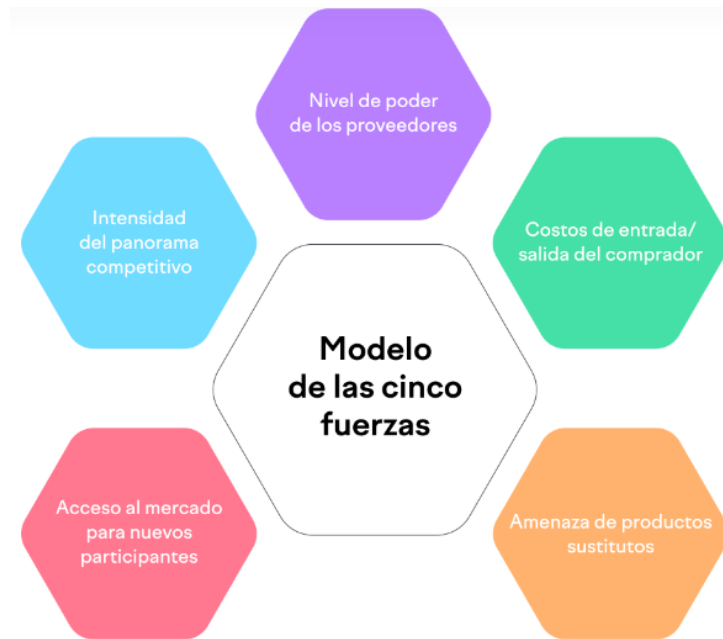 Nivel de poder
de los proveedores
Intensidad
del panorama
competitivo
Costos de entrada/
salida del comprador
Modelo
de las cinco
fuerzas
Acceso al mercado
para nuevos
participantes
Amenaza de productos
sustitutos